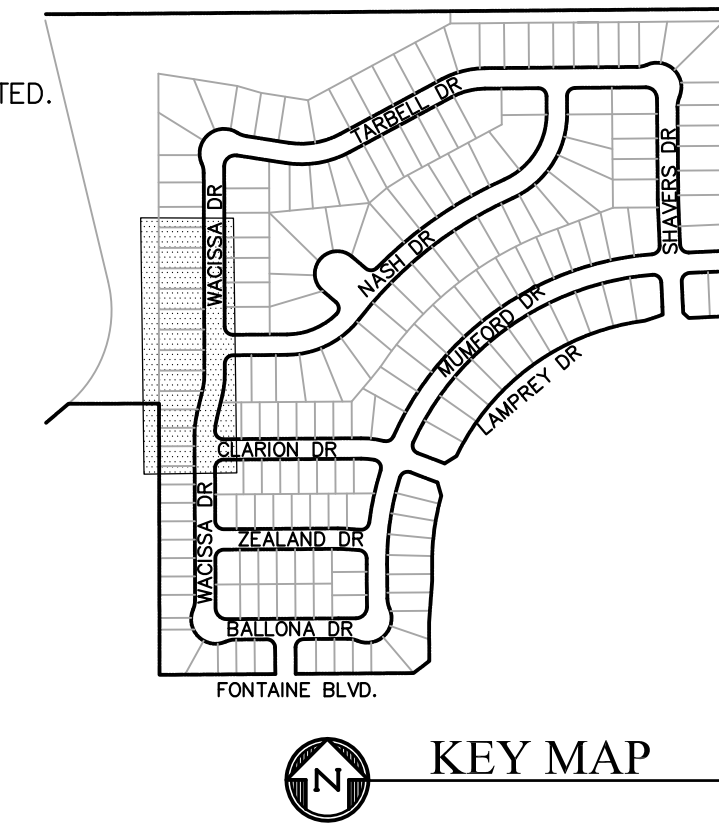 TED.
TARBELL DR
SHAVERS DR
WACISSA DR
NASH DR
MUMFORD DR
LAMPREY DR
CLARION DR
WACISSA DR
ZEALAND DR
BALLONA DR
FONTAINE BLVD.
N
KEY MAP